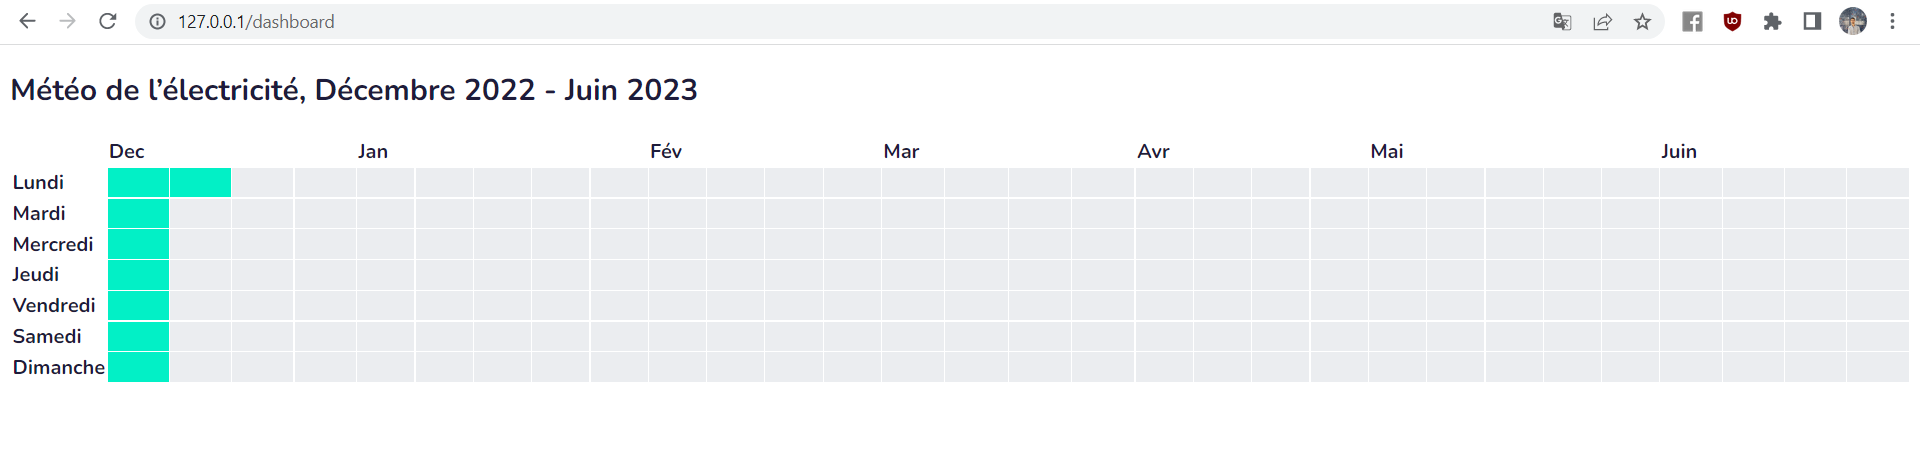 127.0.0.1/dashboard
Météo de l’électricité, Décembre 2022 - Juin 2023
Dec Jan Fév Mar Avr Mai Juin
Lundi
Mardi
Mercredi
Jeudi
Vendredi
Samedi
Dimanche